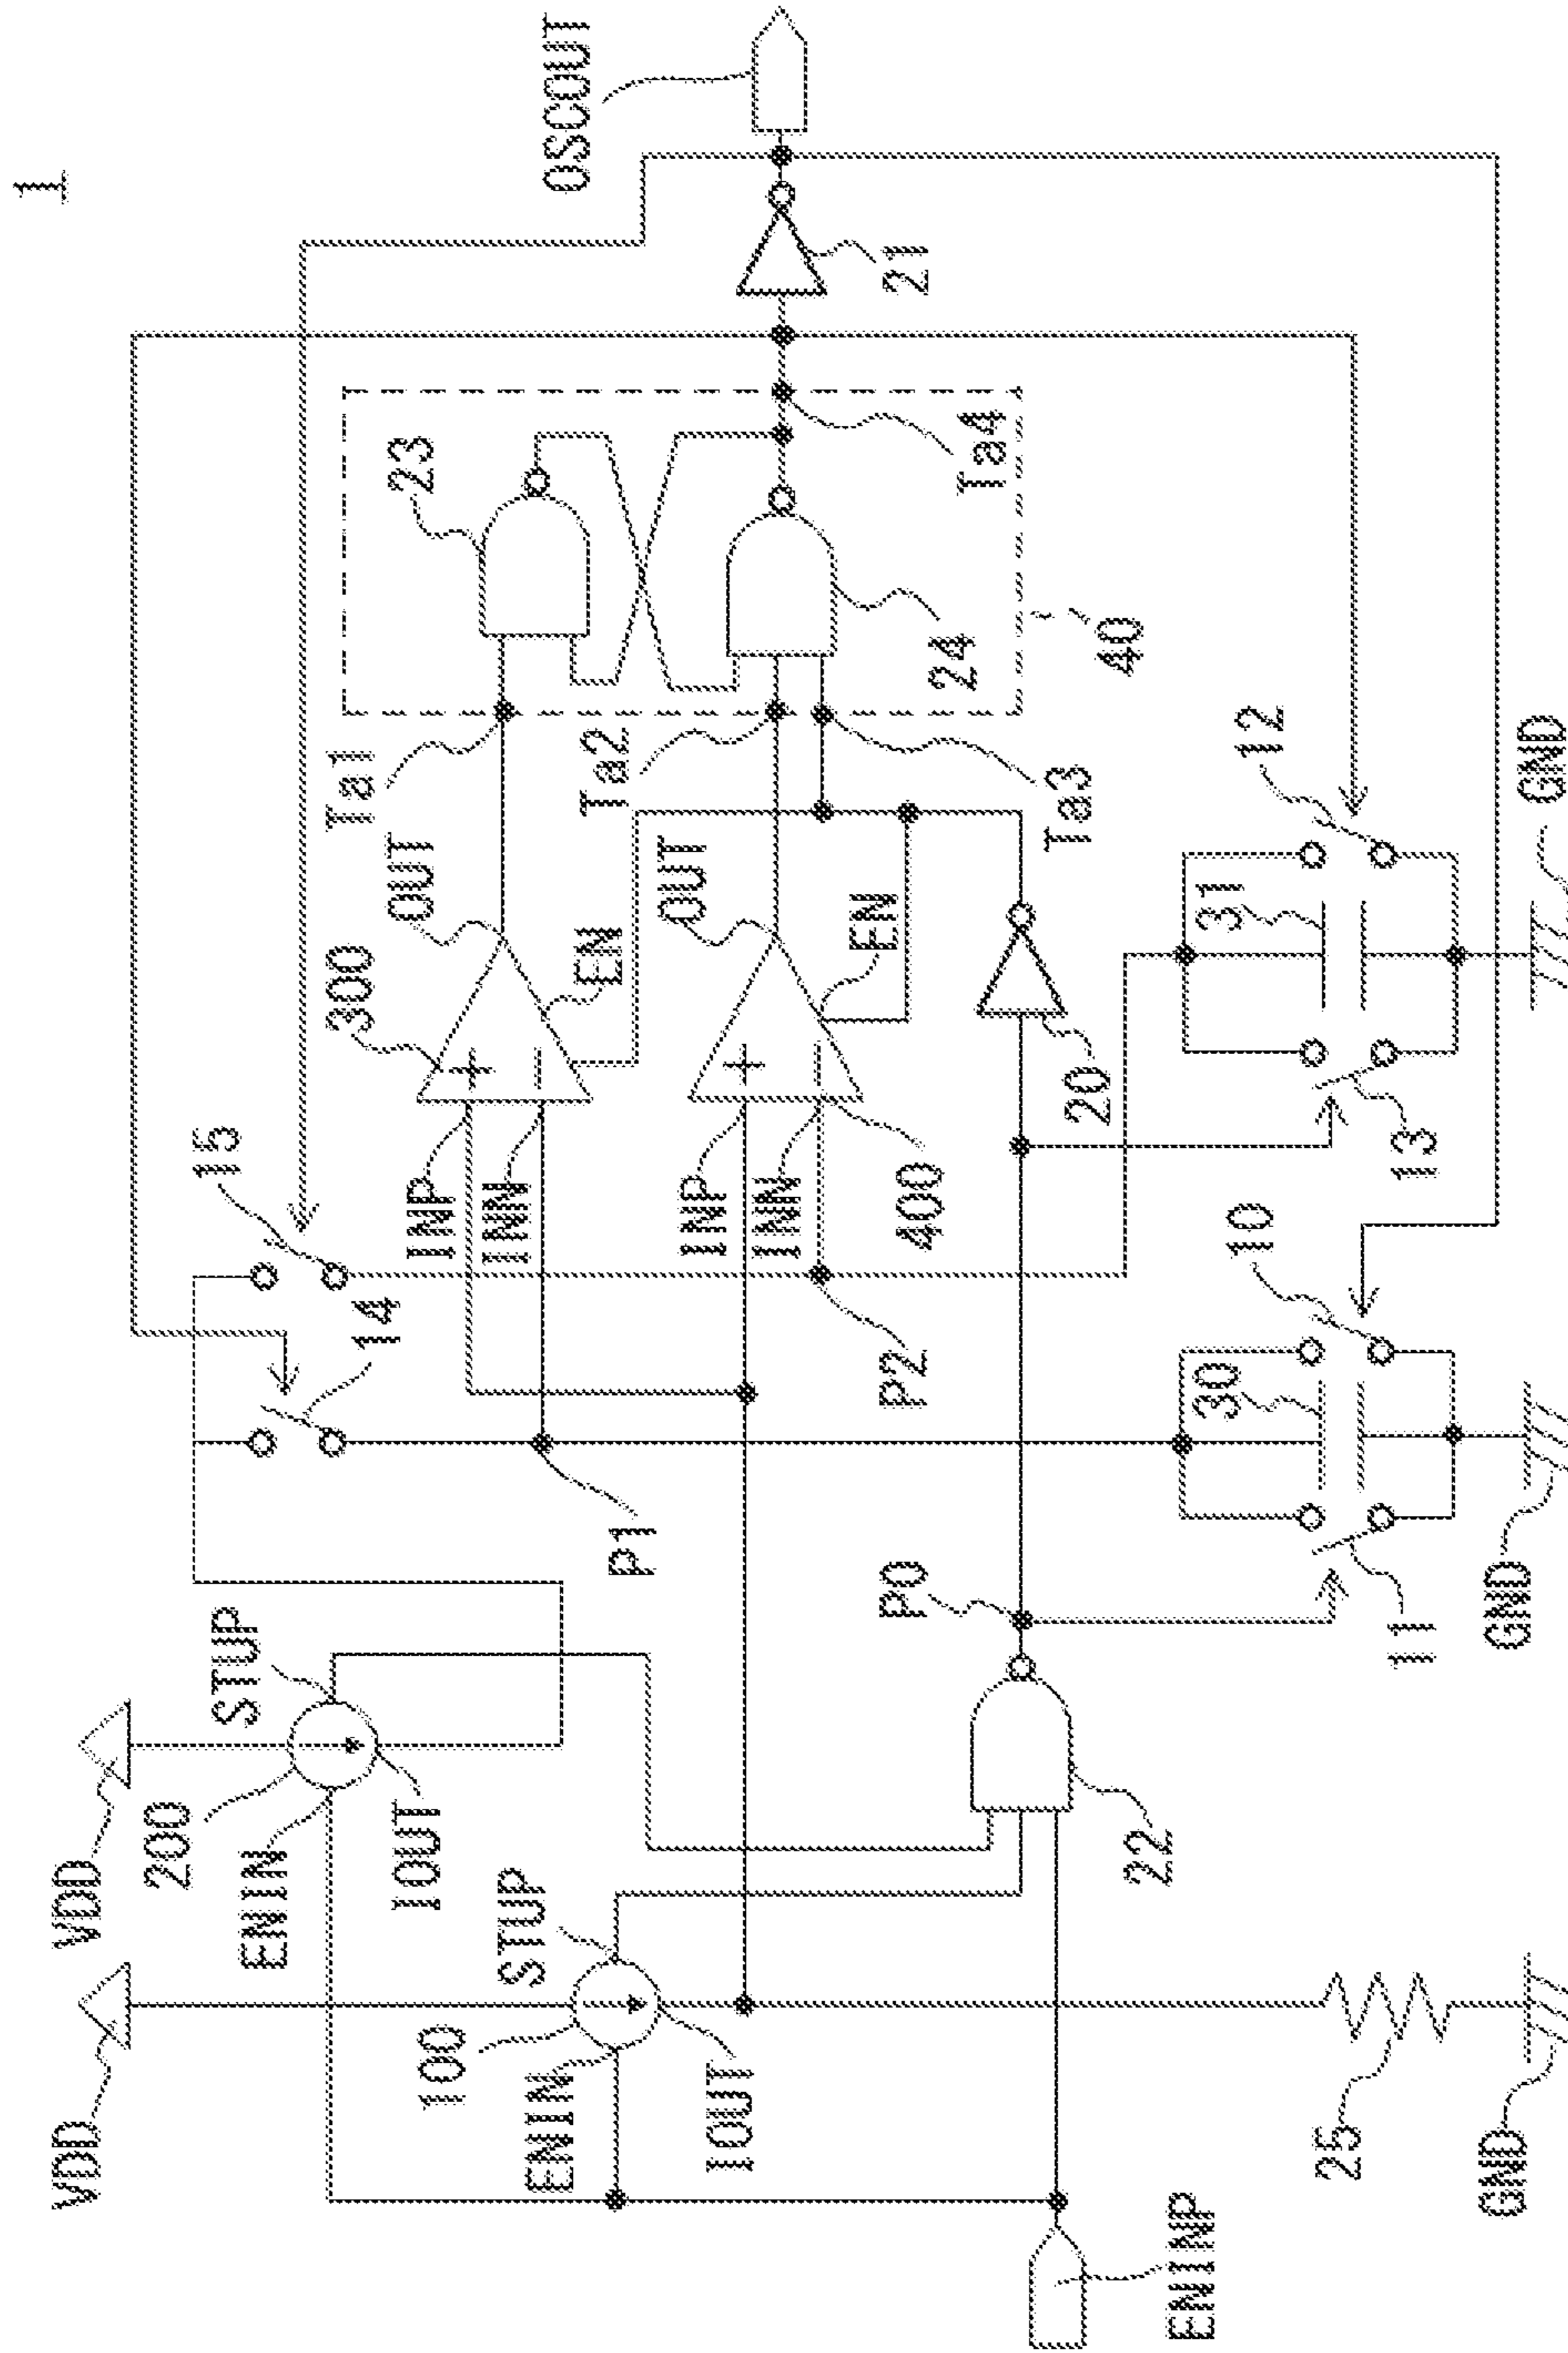 1
VDD
VDD
200
STUP
ENIN
IOUT
100
STUP
ENIN
IOUT
14
15
P1
INP
INN
300
OUT
EN
Ta1
23
INP
INN
400
OUT
EN
Ta2
Ta3
24
Ta4
40
21
OSCOUT
P2
P0
20
22
ENINP
25
GND
11
30
10
GND
13
31
12
GND